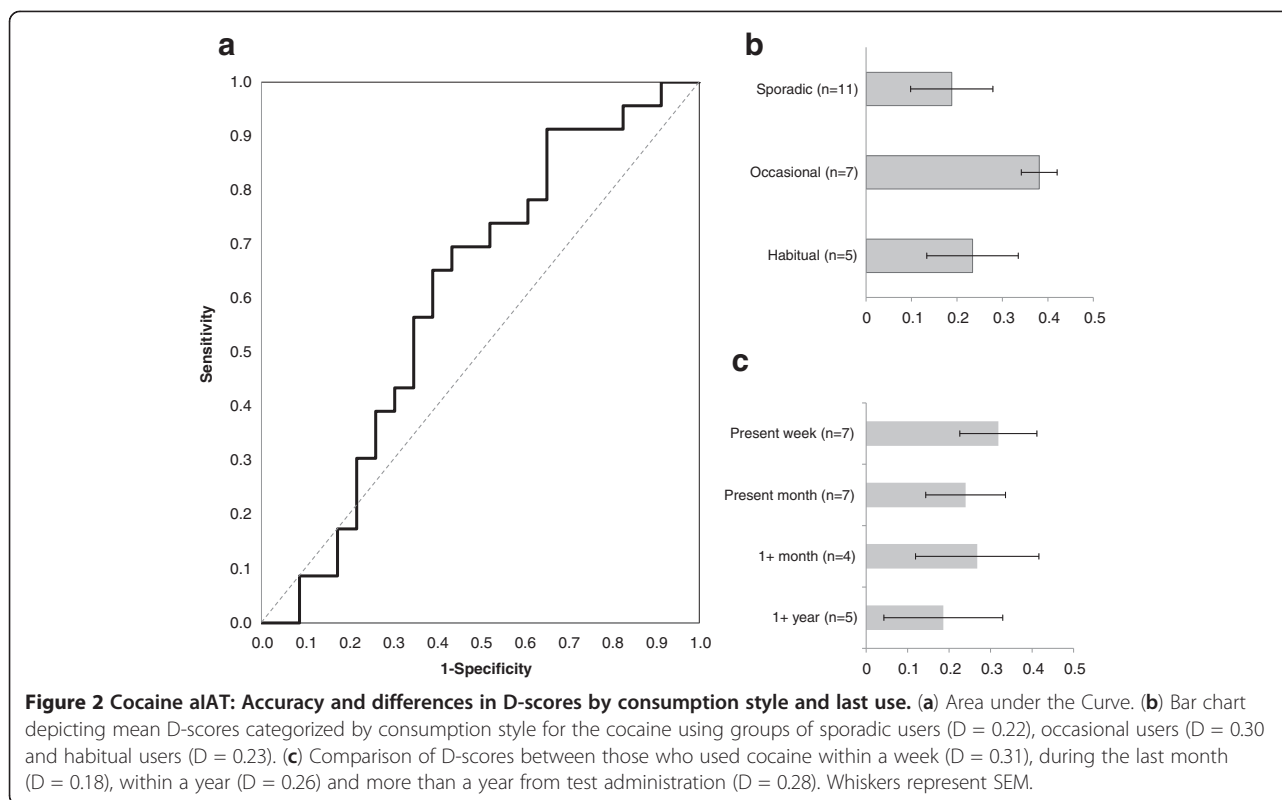 a
1.0
0.9
0.8
0.7
0.6
0.5
0.4
0.3
0.2
0.1
0.0
Sensitivity
0.0 0.1 0.2 0.3 0.4 0.5 0.6 0.7 0.8 0.9 1.0
1-Specificity
b
Sporadic (n=11)
Occasional (n=7)
Habitual (n=5)
0 0.1 0.2 0.3 0.4 0.5
c
Present week (n=7)
Present month (n=7)
1+ month (n=4)
1+ year (n=5)
0 0.1 0.2 0.3 0.4 0.5
Figure 2 Cocaine aIAT: Accuracy and differences in D-scores by consumption style and last use. (a) Area under the Curve. (b) Bar chart
depicting mean D-scores categorized by consumption style for the cocaine using groups of sporadic users (D = 0.22), occasional users (D = 0.30
and habitual users (D = 0.23). (c) Comparison of D-scores between those who used cocaine within a week (D = 0.31), during the last month
(D = 0.18), within a year (D = 0.26) and more than a year from test administration (D = 0.28). Whiskers represent SEM.